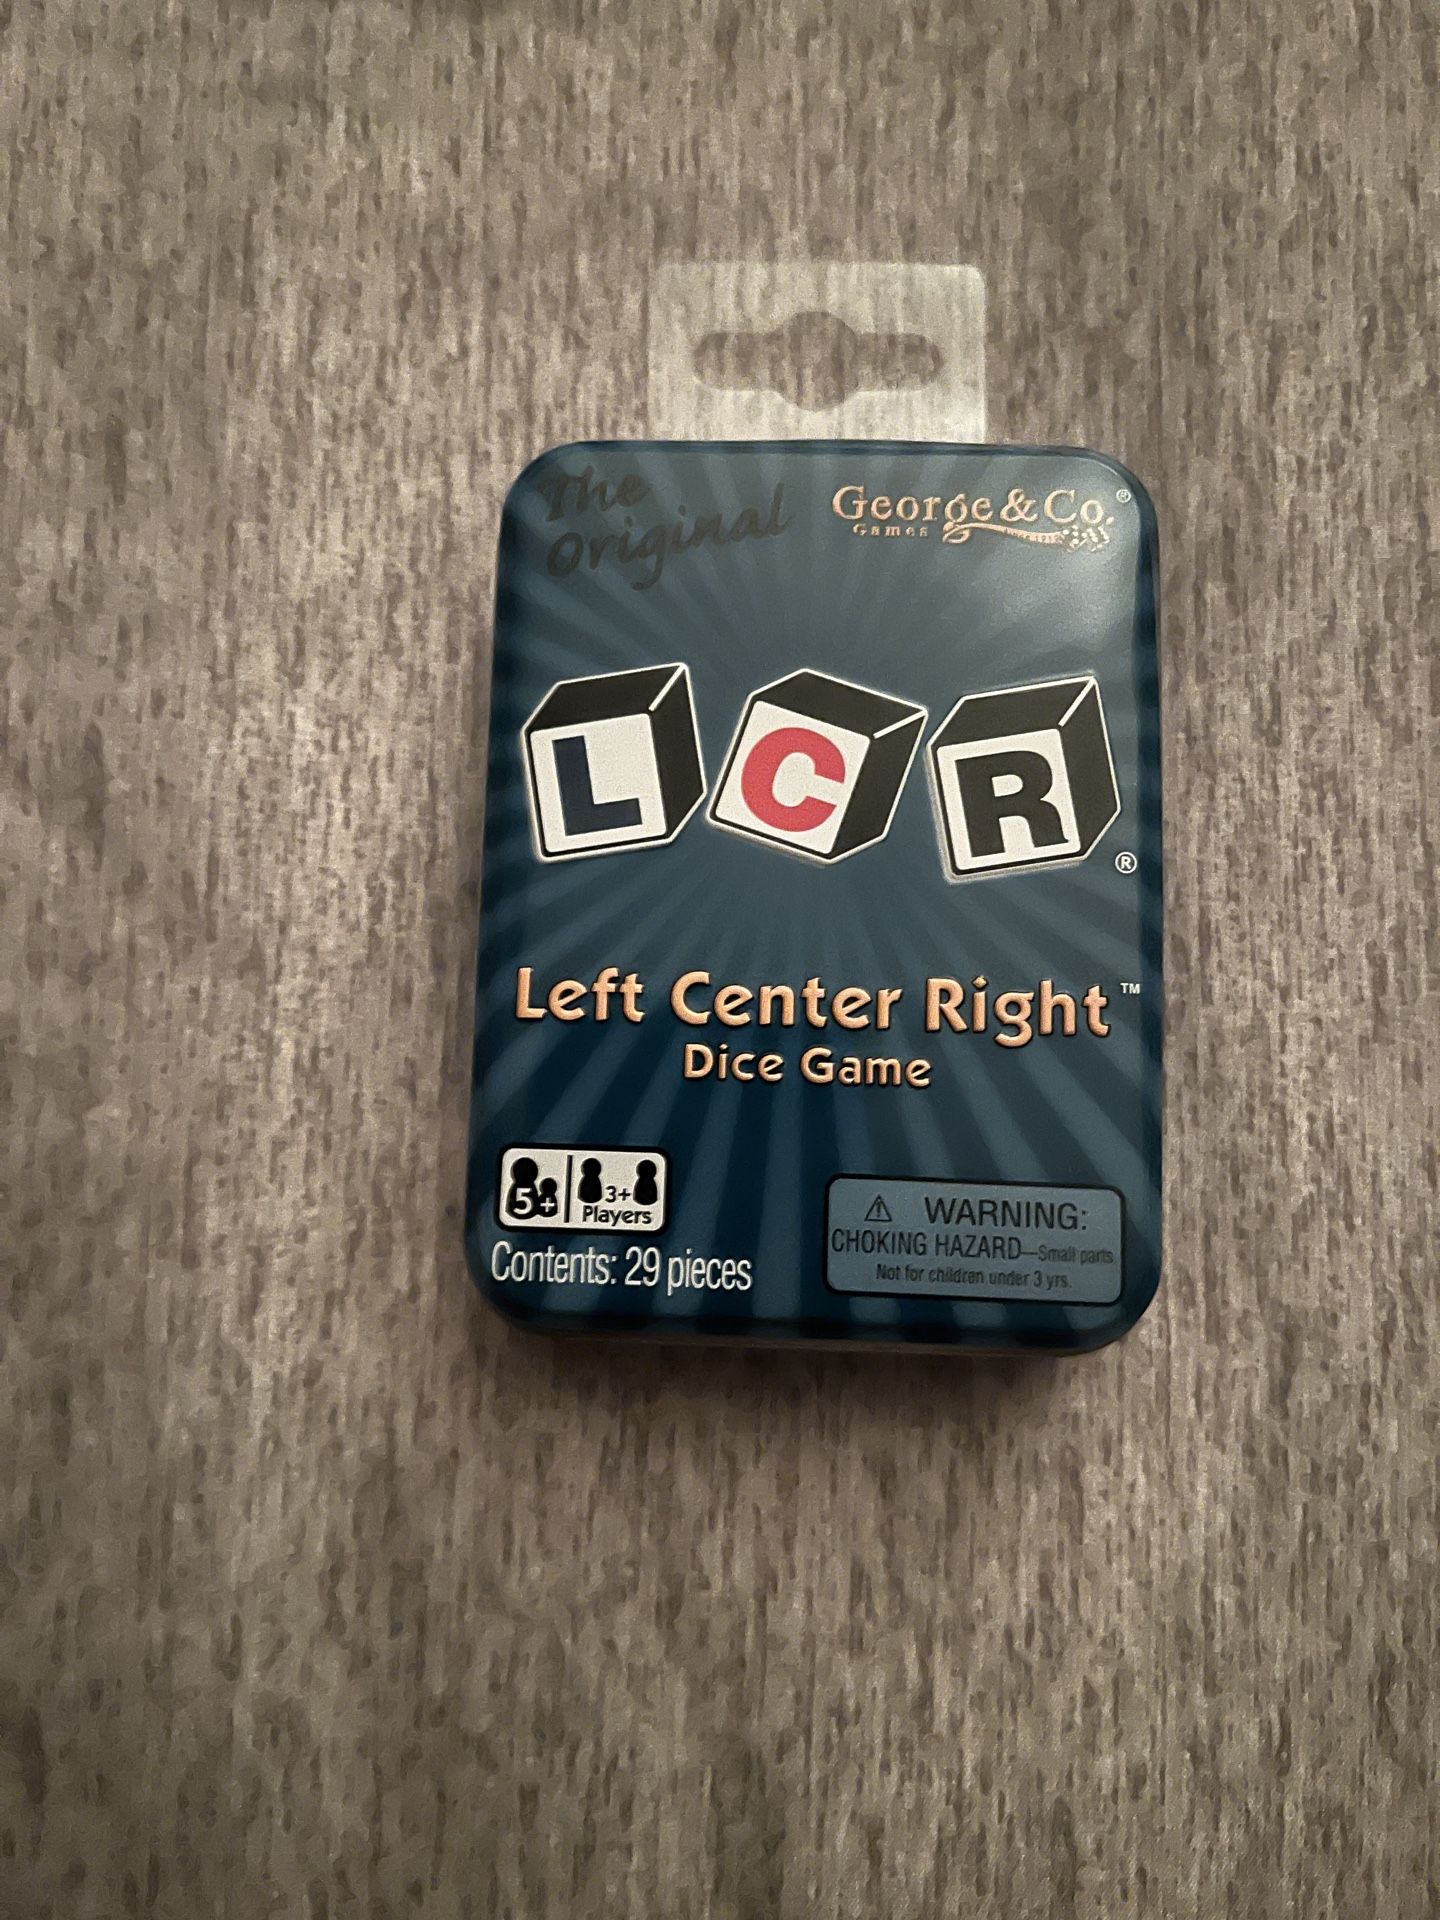 The
Original
George & Co.®
Games
L C R ®
Left Center Right™
Dice Game
5+
3+
Players
Contents: 29 pieces
⚠ WARNING:
CHOKING HAZARD—Small parts
Not for children under 3 yrs.